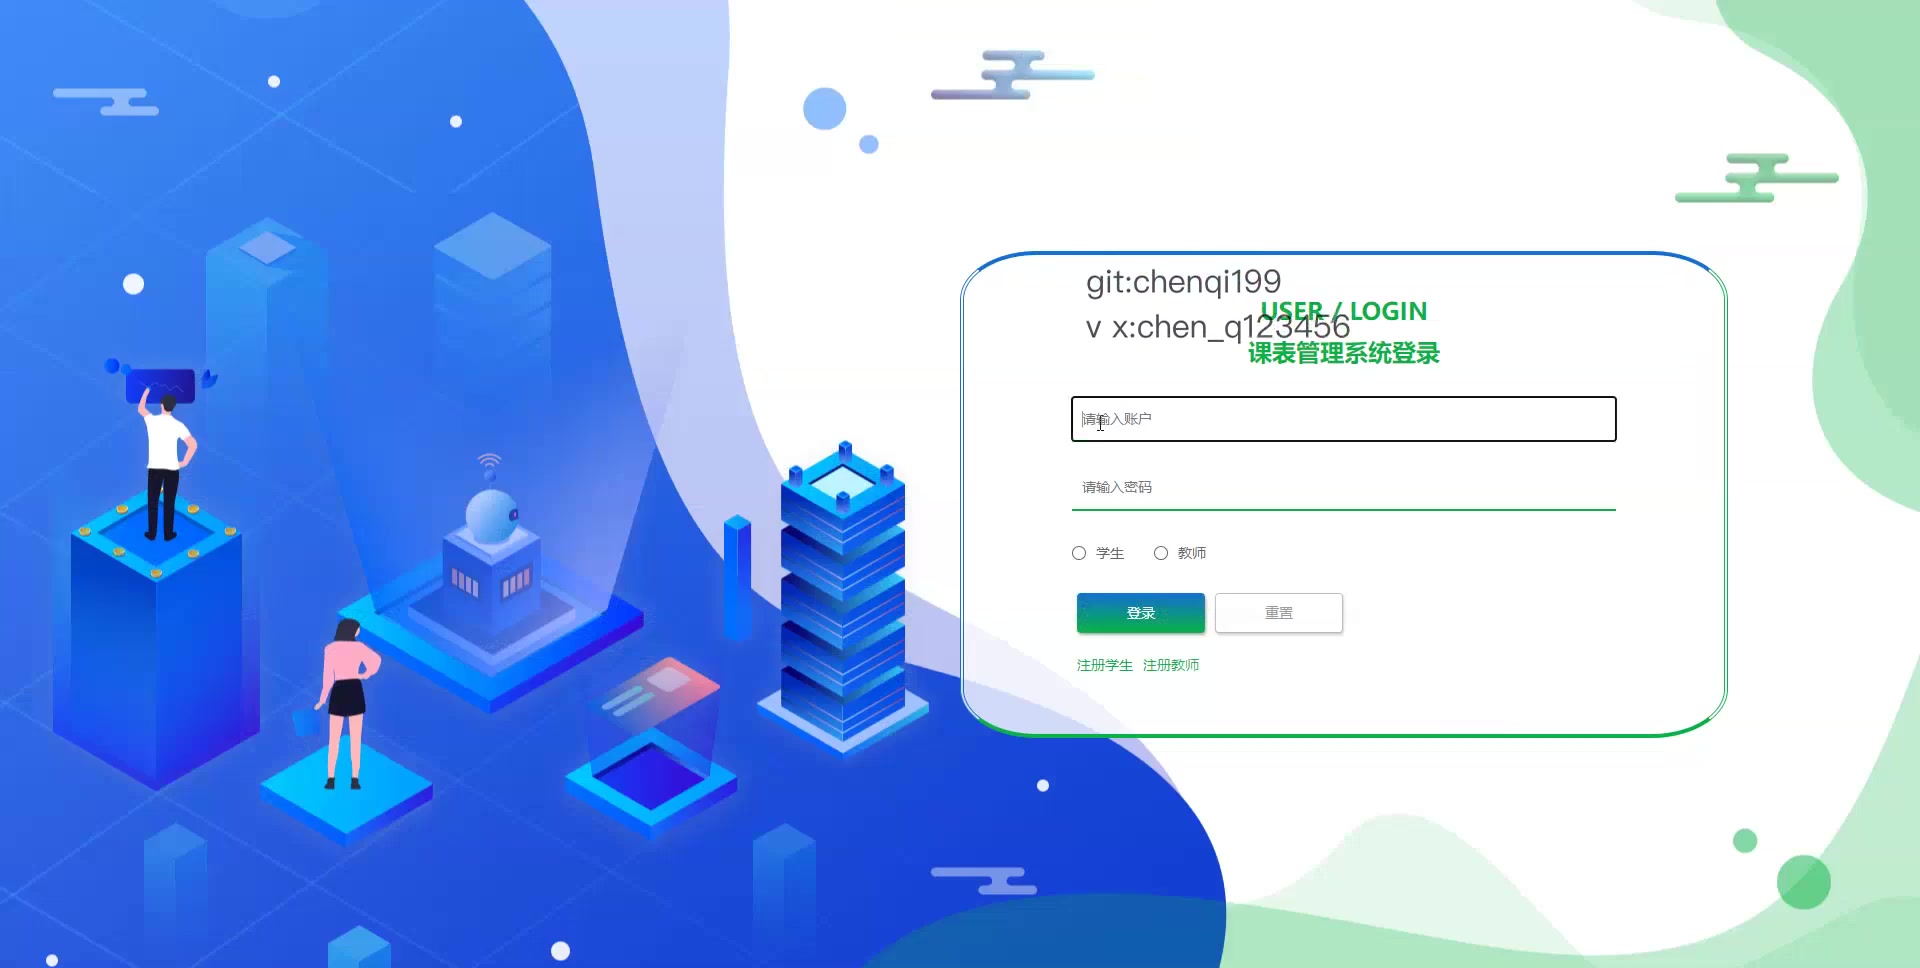 git:chenqi199
USER / LOGIN
v x:chen_q123456
课表管理系统登录
请输入账户
请输入密码
学生 教师
登录 重置
注册学生 注册教师